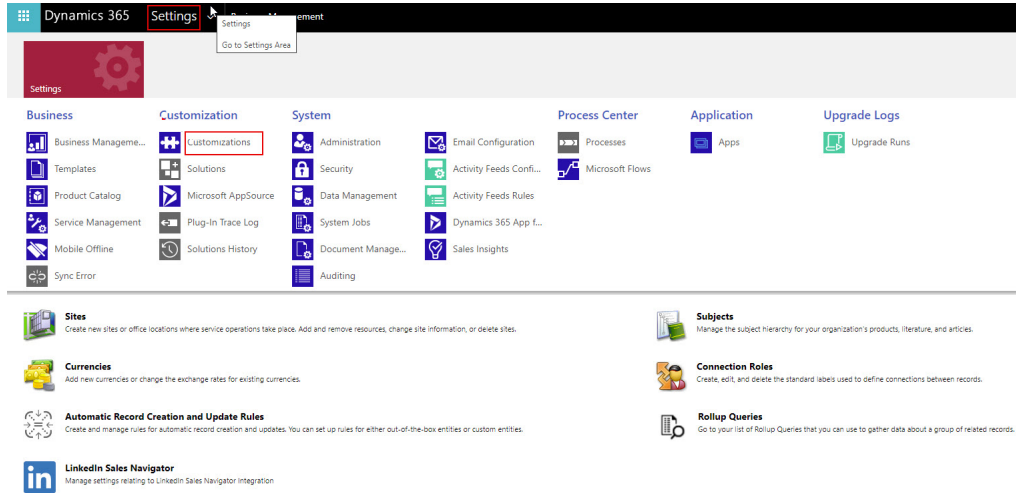 Dynamics 365
Settings
Settings
Go to Settings Area
Settings
Business
Customization
System
Process Center
Application
Upgrade Logs
Business Manageme...
Customizations
Administration
Email Configuration
Processes
Apps
Upgrade Runs
Templates
Solutions
Security
Activity Feeds Confi...
Microsoft Flows
Product Catalog
Microsoft AppSource
Data Management
Activity Feeds Rules
Service Management
Plug-In Trace Log
System Jobs
Dynamics 365 App f...
Mobile Offline
Solutions History
Document Manage...
Sales Insights
Sync Error
Auditing
Sites
Create new sites or office locations where service operations take place. Add and remove resources, change site information, or delete sites.
Subjects
Manage the subject hierarchy for your organization's products, literature, and articles.
Currencies
Add new currencies or change the exchange rates for existing currencies.
Connection Roles
Create, edit, and delete the standard labels used to define connections between records.
Automatic Record Creation and Update Rules
Create and manage rules for automatic record creation and updates. You can set up rules for either out-of-the-box entities or custom entities.
Rollup Queries
Go to your list of Rollup Queries that you can use to gather data about a group of related records.
LinkedIn Sales Navigator
Manage settings relating to LinkedIn Sales Navigator Integration
in